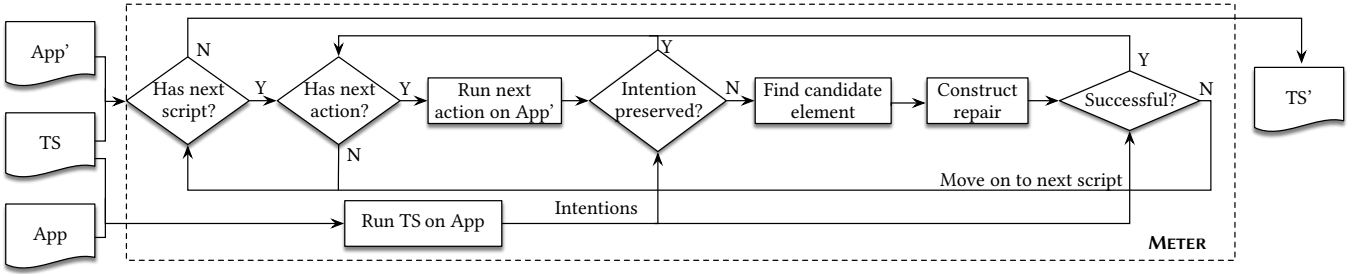 App'
TS
App
Has next
script?
N
Y
Has next
action?
Y
N
Run next
action on App'
Intention
preserved?
Y
N
Find candidate
element
Construct
repair
Successful?
Y
N
Move on to next script
Run TS on App
Intentions
METER
TS'